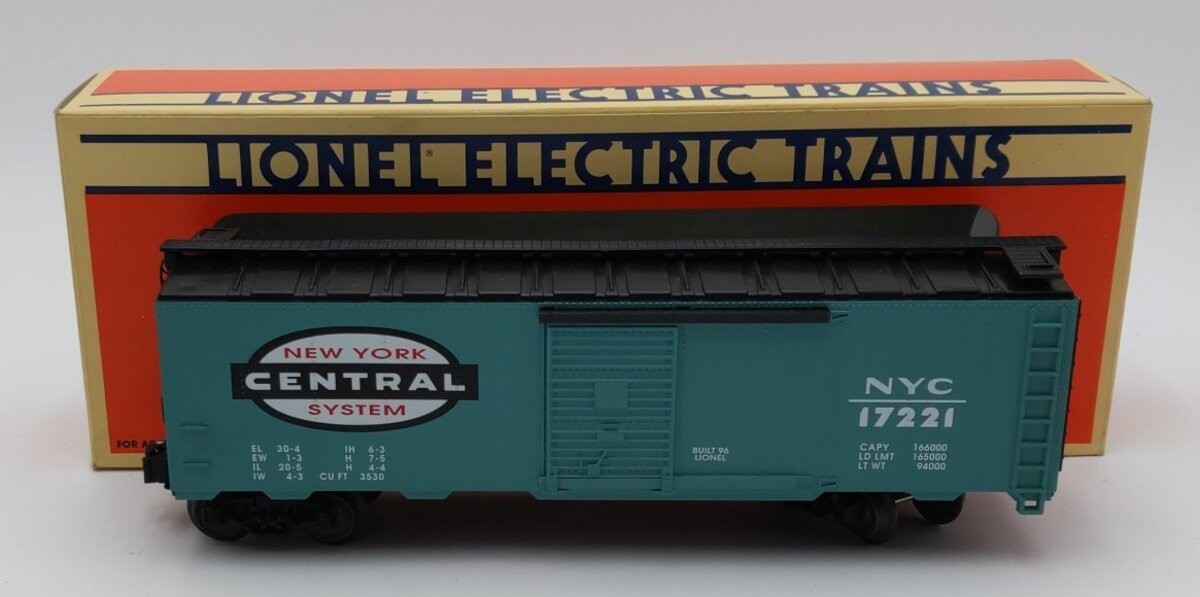 LIONEL ELECTRIC TRAINS
LIONEL® ELECTRIC TRAINS
NEW YORK
CENTRAL
SYSTEM
NYC
17221
EL 30-4 IH 6-3
EW 1-3 H 7-5
IL 20-5 H 4-4
IW 4-3 CU FT 3530
BUILT 96
LIONEL
CAPY 166000
LD LMT 165000
LT WT 94000
FOR